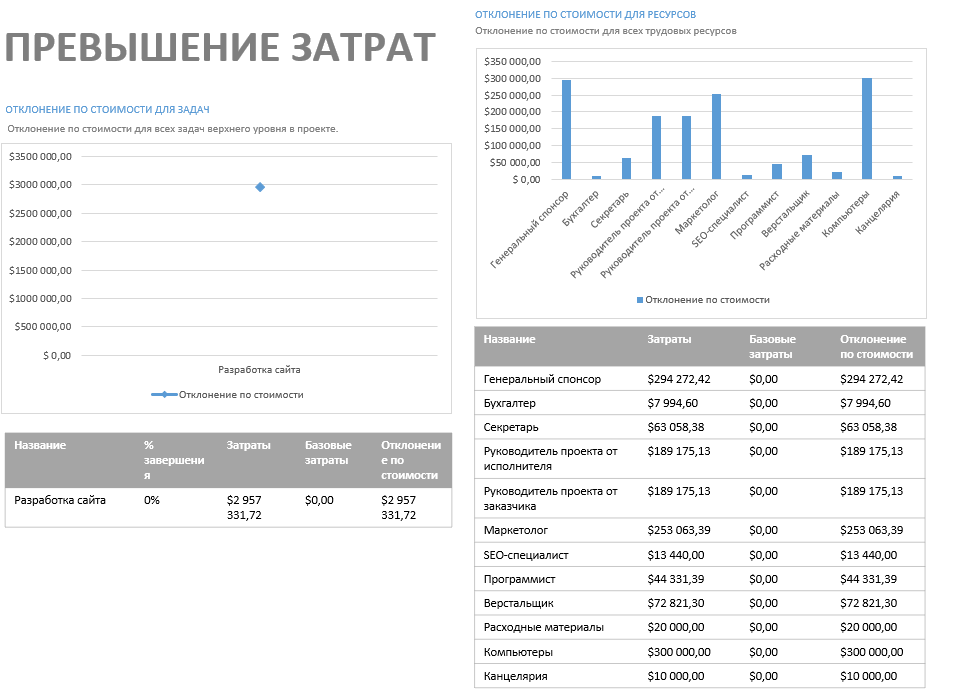 ПРЕВЫШЕНИЕ ЗАТРАТ
ОТКЛОНЕНИЕ ПО СТОИМОСТИ ДЛЯ ЗАДАЧ
Отклонение по стоимости для всех задач верхнего уровня в проекте.
$3500 000,00
$3000 000,00
$2500 000,00
$2000 000,00
$1500 000,00
$1000 000,00
$500 000,00
$ 0,00
Разработка сайта
Отклонение по стоимости
Название % завершени я Затраты Базовые затраты Отклонени е по стоимости
Разработка сайта 0% $2 957 331,72 $0,00 $2 957 331,72
ОТКЛОНЕНИЕ ПО СТОИМОСТИ ДЛЯ РЕСУРСОВ
Отклонение по стоимости для всех трудовых ресурсов
$350 000,00
$300 000,00
$250 000,00
$200 000,00
$150 000,00
$100 000,00
$50 000,00
$ 0,00
Генеральный спонсор
Бухгалтер
Секретарь
Руководитель проекта от...
Руководитель проекта от...
Маркетолог
SEO-специалист
Программист
Верстальщик
Расходные материалы
Компьютеры
Канцелярия
Отклонение по стоимости
Название Затраты Базовые затраты Отклонение по стоимости
Генеральный спонсор $294 272,42 $0,00 $294 272,42
Бухгалтер $7 994,60 $0,00 $7 994,60
Секретарь $63 058,38 $0,00 $63 058,38
Руководитель проекта от исполнителя $189 175,13 $0,00 $189 175,13
Руководитель проекта от заказчика $189 175,13 $0,00 $189 175,13
Маркетолог $253 063,39 $0,00 $253 063,39
SEO-специалист $13 440,00 $0,00 $13 440,00
Программист $44 331,39 $0,00 $44 331,39
Верстальщик $72 821,30 $0,00 $72 821,30
Расходные материалы $20 000,00 $0,00 $20 000,00
Компьютеры $300 000,00 $0,00 $300 000,00
Канцелярия $10 000,00 $0,00 $10 000,00